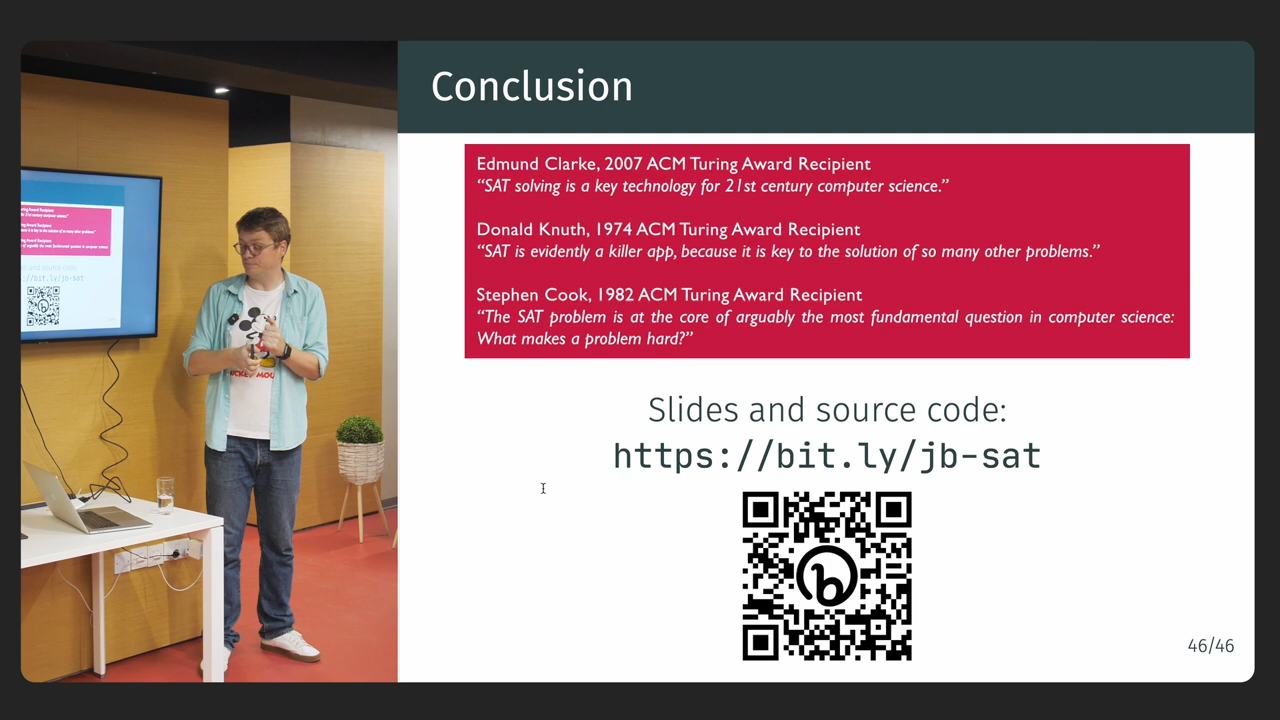 Conclusion
Edmund Clarke, 2007 ACM Turing Award Recipient
“SAT solving is a key technology for 21st century computer science.”
Donald Knuth, 1974 ACM Turing Award Recipient
“SAT is evidently a killer app, because it is key to the solution of so many other problems.”
Stephen Cook, 1982 ACM Turing Award Recipient
“The SAT problem is at the core of arguably the most fundamental question in computer science:
What makes a problem hard?”
Slides and source code:
https://bit.ly/jb-sat
46/46